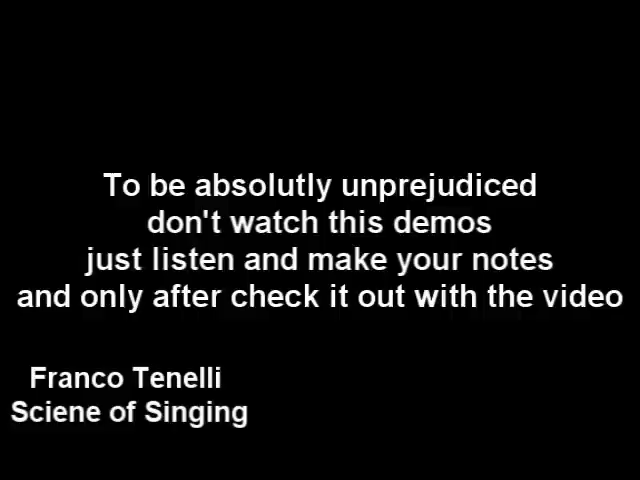 To be absolutly unprejudiced
don't watch this demos
just listen and make your notes
and only after check it out with the video
Franco Tenelli
Sciene of Singing